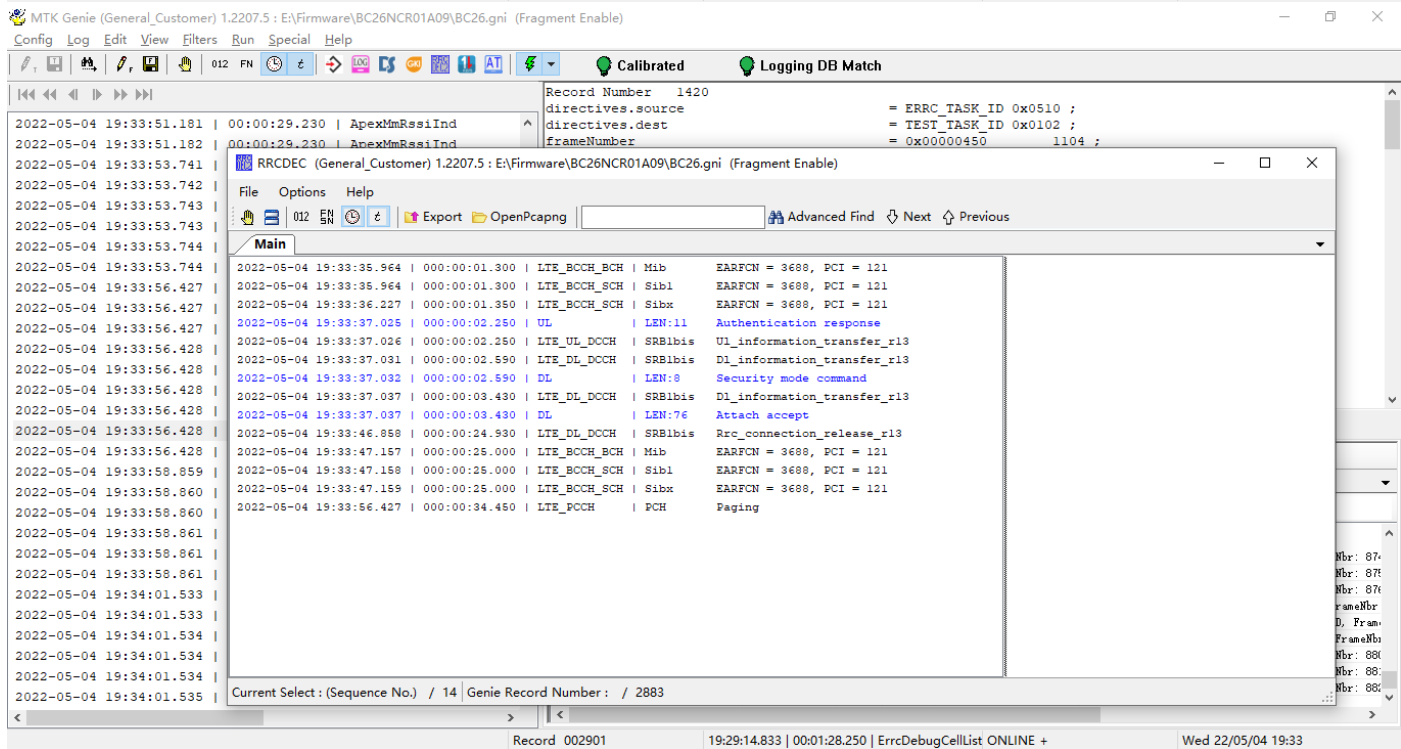 MTK Genie (General_Customer) 1.2207.5 : E:\Firmware\BC26NCR01A09\BC26.gni (Fragment Enable)
Config Log Edit View Filters Run Special Help
012 FN t LOG GKI AT Calibrated Logging DB Match
Record Number 1420
directives.source = ERRC_TASK_ID 0x0510 ;
directives.dest = TEST_TASK_ID 0x0102 ;
frameNumber = 0x00000450 1104 ;
2022-05-04 19:33:51.181 | 00:00:29.230 | ApexMmRssiInd
2022-05-04 19:33:51.182 | 00:00:29.230 | ApexMmRssiInd
2022-05-04 19:33:53.741 |
2022-05-04 19:33:53.742 |
2022-05-04 19:33:53.743 |
2022-05-04 19:33:53.743 |
2022-05-04 19:33:53.744 |
2022-05-04 19:33:53.744 |
2022-05-04 19:33:56.427 |
2022-05-04 19:33:56.427 |
2022-05-04 19:33:56.427 |
2022-05-04 19:33:56.428 |
2022-05-04 19:33:56.428 |
2022-05-04 19:33:56.428 |
2022-05-04 19:33:56.428 |
2022-05-04 19:33:56.428 |
2022-05-04 19:33:56.428 |
2022-05-04 19:33:58.859 |
2022-05-04 19:33:58.860 |
2022-05-04 19:33:58.860 |
2022-05-04 19:33:58.861 |
2022-05-04 19:33:58.861 |
2022-05-04 19:33:58.861 |
2022-05-04 19:34:01.533 |
2022-05-04 19:34:01.533 |
2022-05-04 19:34:01.534 |
2022-05-04 19:34:01.534 |
2022-05-04 19:34:01.534 |
2022-05-04 19:34:01.535 |
RRCDEC (General_Customer) 1.2207.5 : E:\Firmware\BC26NCR01A09\BC26.gni (Fragment Enable)
File Options Help
012 FN SN t Export OpenPcapng Advanced Find Next Previous
Main
2022-05-04 19:33:35.964 | 000:00:01.300 | LTE_BCCH_BCH | Mib EARFCN = 3688, PCI = 121
2022-05-04 19:33:35.964 | 000:00:01.300 | LTE_BCCH_SCH | Sib1 EARFCN = 3688, PCI = 121
2022-05-04 19:33:36.227 | 000:00:01.350 | LTE_BCCH_SCH | Sibx EARFCN = 3688, PCI = 121
2022-05-04 19:33:37.025 | 000:00:02.250 | UL | LEN:11 Authentication response
2022-05-04 19:33:37.026 | 000:00:02.250 | LTE_UL_DCCH | SRB1bis Ul_information_transfer_r13
2022-05-04 19:33:37.031 | 000:00:02.590 | LTE_DL_DCCH | SRB1bis Dl_information_transfer_r13
2022-05-04 19:33:37.032 | 000:00:02.590 | DL | LEN:8 Security mode command
2022-05-04 19:33:37.037 | 000:00:03.430 | LTE_DL_DCCH | SRB1bis Dl_information_transfer_r13
2022-05-04 19:33:37.037 | 000:00:03.430 | DL | LEN:76 Attach accept
2022-05-04 19:33:46.858 | 000:00:24.930 | LTE_DL_DCCH | SRB1bis Rrc_connection_release_r13
2022-05-04 19:33:47.157 | 000:00:25.000 | LTE_BCCH_BCH | Mib EARFCN = 3688, PCI = 121
2022-05-04 19:33:47.158 | 000:00:25.000 | LTE_BCCH_SCH | Sib1 EARFCN = 3688, PCI = 121
2022-05-04 19:33:47.159 | 000:00:25.000 | LTE_BCCH_SCH | Sibx EARFCN = 3688, PCI = 121
2022-05-04 19:33:56.427 | 000:00:34.450 | LTE_PCCH | PCH Paging
Current Select : (Sequence No.) / 14 Genie Record Number : / 2883
Nbr: 874
Nbr: 875
Nbr: 876
rameNbr
D, Fram
FrameNbr
Nbr: 880
Nbr: 881
Nbr: 882
Record 002901 19:29:14.833 | 00:01:28.250 | ErrcDebugCellList ONLINE + Wed 22/05/04 19:33